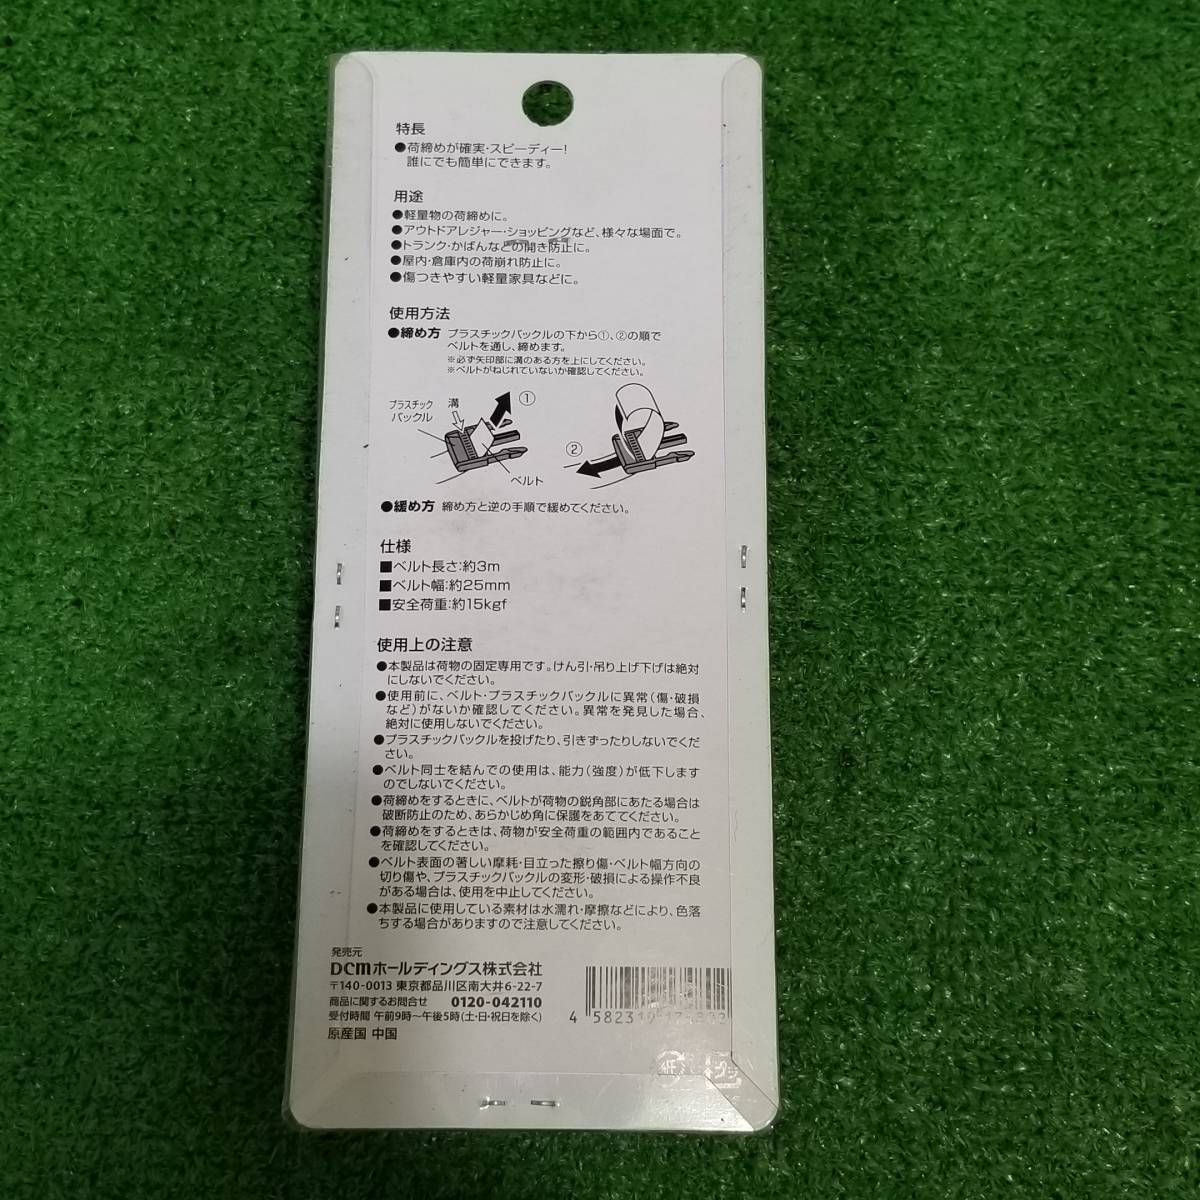 特長
●荷締めが確実・スピーディー!
誰にでも簡単にできます。
用途
●軽量物の荷締めに。
●アウトドアレジャー・ショッピングなど、様々な場面で。
●トランク・かばんなどの開き防止に。
●屋内・倉庫内の荷崩れ防止に。
●傷つきやすい軽量家具などに。
使用方法
●締め方 プラスチックバックルの下から①、②の順で
ベルトを通し、締めます。
※必ず矢印部に溝のある方を上にしてください。
※ベルトがねじれていないか確認してください。
プラスチック
バックル
溝
①
ベルト
②
●緩め方 締め方と逆の手順で緩めてください。
仕様
■ベルト長さ:約3m
■ベルト幅:約25mm
■安全荷重:約15kgf
使用上の注意
●本製品は荷物の固定専用です。けん引・吊り上げ下げは絶対
にしないでください。
●使用前に、ベルト・プラスチックバックルに異常(傷・破損
など)がないか確認してください。異常を発見した場合、
絶対に使用しないでください。
●プラスチックバックルを投げたり、引きずったりしないでくだ
さい。
●ベルト同士を結んでの使用は、能力(強度)が低下します
のでしないでください。
●荷締めをするときに、ベルトが荷物の鋭角部にあたる場合は
破断防止のため、あらかじめ角に保護をあててください。
●荷締めをするときは、荷物が安全荷重の範囲内であること
を確認してください。
●ベルト表面の著しい摩耗・目立った擦り傷・ベルト幅方向の
切り傷や、プラスチックバックルの変形・破損による操作不良
がある場合は、使用を中止してください。
●本製品に使用している素材は水濡れ・摩擦などにより、色落
ちする場合がありますので注意してください。
発売元
DCmホールディングス株式会社
〒140-0013 東京都品川区南大井6-22-7
商品に関するお問合せ 0120-042110
受付時間 午前9時〜午後5時(土・日・祝日を除く)
原産国 中国
4 582319
紙
プラ